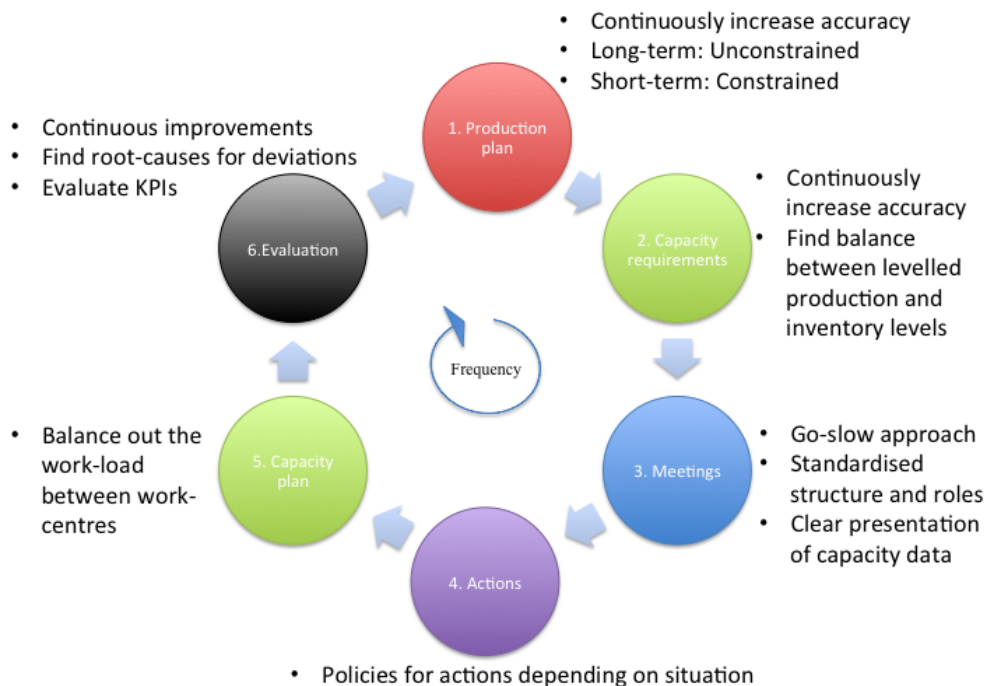 • Continuously increase accuracy
• Long-term: Unconstrained
• Short-term: Constrained
1. Production
plan
• Continuously
increase accuracy
• Find balance
between levelled
production and
inventory levels
2. Capacity
requirements
• Go-slow approach
• Standardised
structure and roles
• Clear presentation
of capacity data
3. Meetings
4. Actions
• Policies for actions depending on situation
5. Capacity
plan
• Balance out the
work-load
between work-
centres
6.Evaluation
• Continuous improvements
• Find root-causes for deviations
• Evaluate KPIs
Frequency